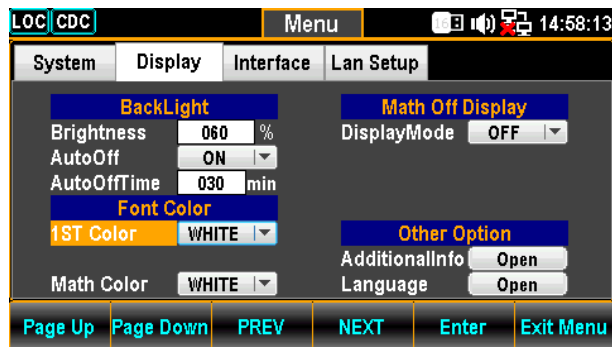 LOC CDC Menu 16 14:58:13
System Display Interface Lan Setup
BackLight
Brightness 060 %
AutoOff ON
AutoOffTime 030 min
Font Color
1ST Color WHITE
Math Color WHITE
Math Off Display
DisplayMode OFF
Other Option
AdditionalInfo Open
Language Open
Page Up Page Down PREV NEXT Enter Exit Menu